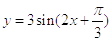 y = 3sin(2x + π/3)